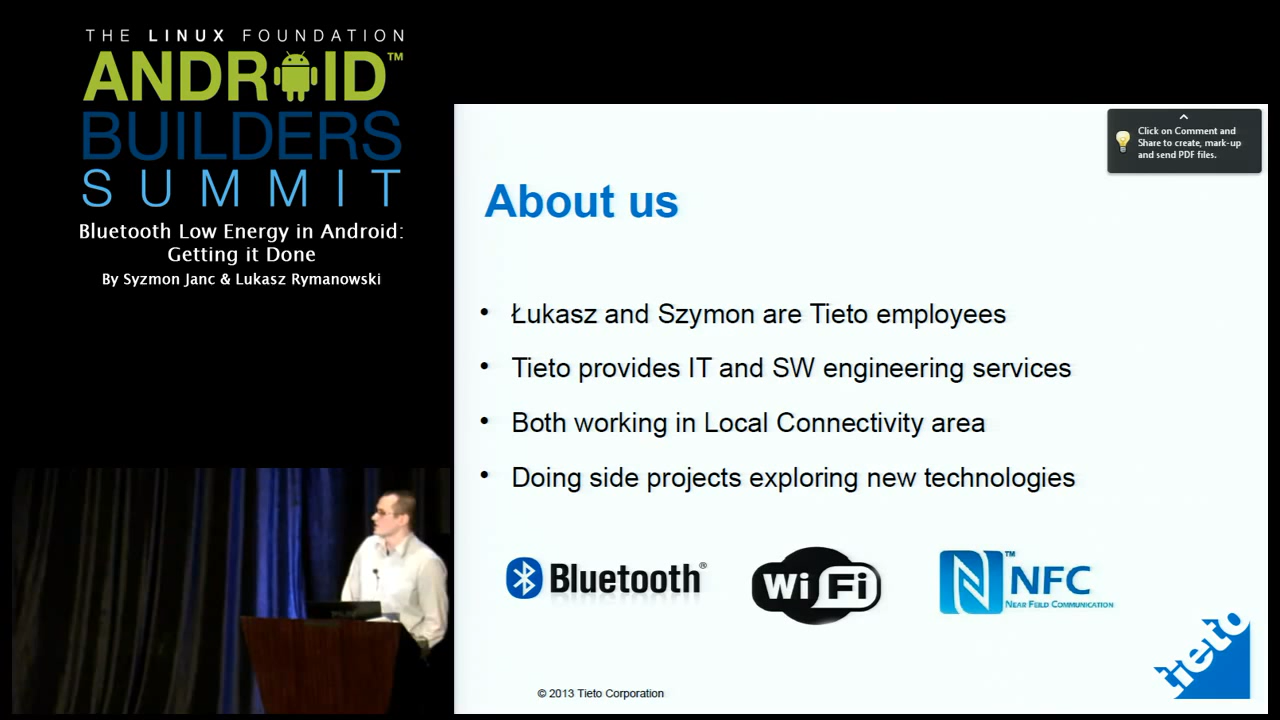 THE LINUX FOUNDATION
ANDROID™
BUILDERS
SUMMIT
Bluetooth Low Energy in Android:
Getting it Done
By Syzmon Janc & Lukasz Rymanowski
Click on Comment and
Share to create, mark-up
and send PDF files.
About us
• Łukasz and Szymon are Tieto employees
• Tieto provides IT and SW engineering services
• Both working in Local Connectivity area
• Doing side projects exploring new technologies
Bluetooth®
Wi Fi
NFC™
NEAR FIELD COMMUNICATION
tieto
© 2013 Tieto Corporation